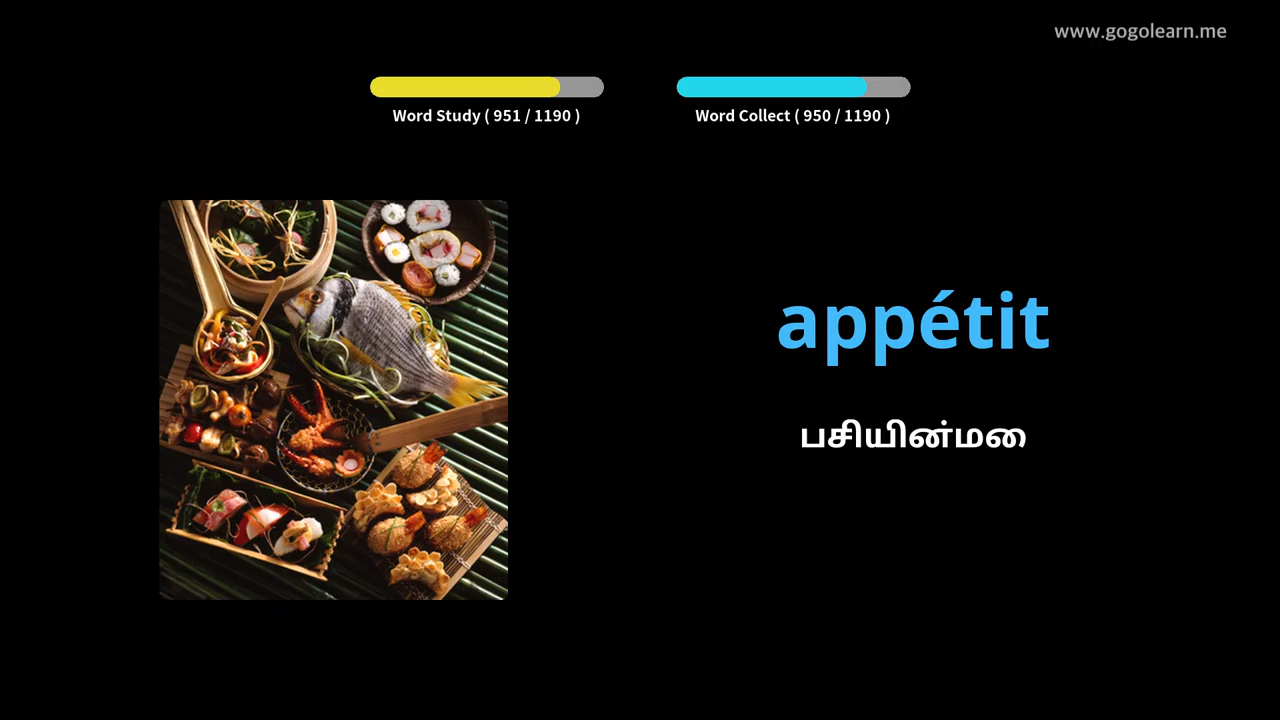 www.gogolearn.me
Word Study ( 951 / 1190 )
Word Collect ( 950 / 1190 )
appétit
பசியின்மை